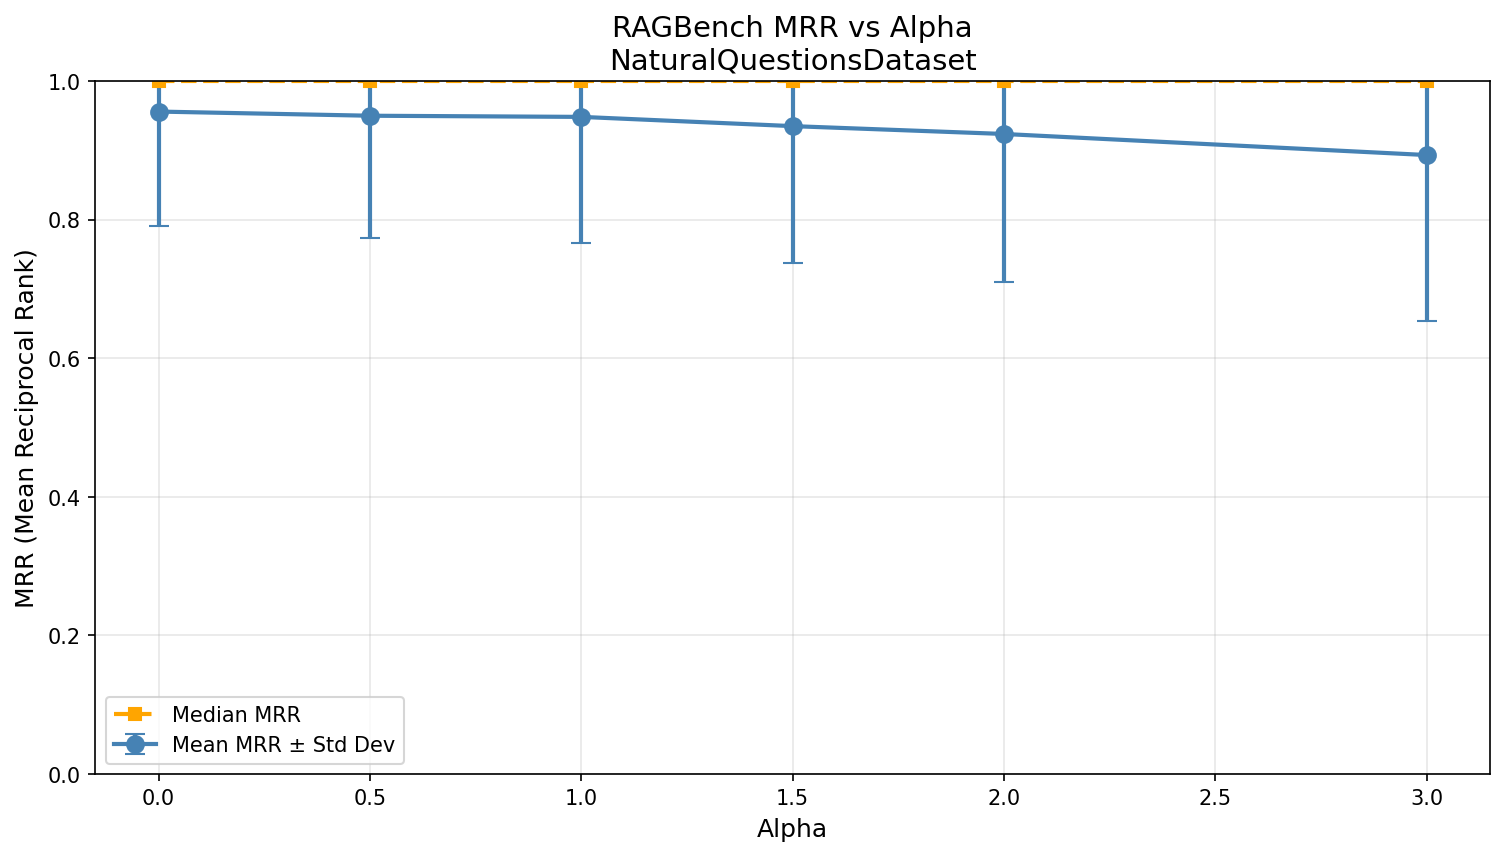 RAGBench MRR vs Alpha
NaturalQuestionsDataset
MRR (Mean Reciprocal Rank)
1.0
0.8
0.6
0.4
0.2
0.0
Median MRR
Mean MRR ± Std Dev
0.0 0.5 1.0 1.5 2.0 2.5 3.0
Alpha